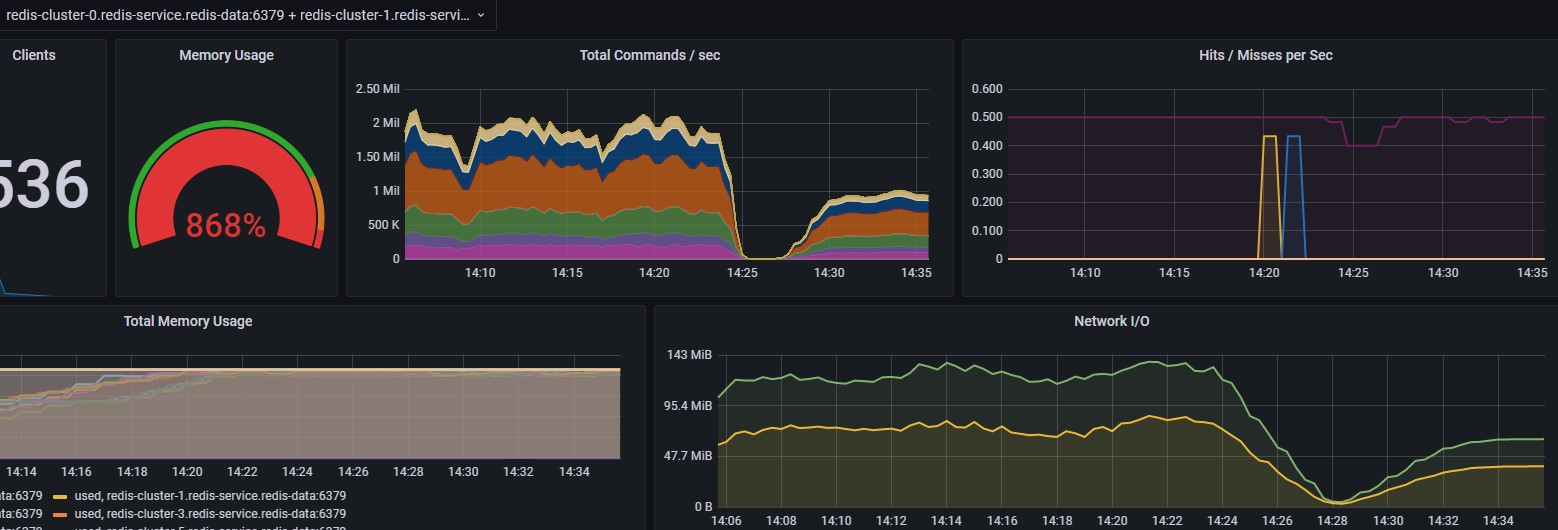 redis-cluster-0.redis-service.redis-data:6379 + redis-cluster-1.redis-servi...
Clients
536
Memory Usage
868%
Total Commands / sec
2.50 Mil
2 Mil
1.50 Mil
1 Mil
500 K
0
14:10 14:15 14:20 14:25 14:30 14:35
Hits / Misses per Sec
0.600
0.500
0.400
0.300
0.200
0.100
0
14:10 14:15 14:20 14:25 14:30 14:35
Total Memory Usage
14:14 14:16 14:18 14:20 14:22 14:24 14:26 14:28 14:30 14:32 14:34
ta:6379 used, redis-cluster-1.redis-service.redis-data:6379
ta:6379 used, redis-cluster-3.redis-service.redis-data:6379
ta:6379 used, redis-cluster-5.redis-service.redis-data:6379
Network I/O
143 MiB
95.4 MiB
47.7 MiB
0 B
14:06 14:08 14:10 14:12 14:14 14:16 14:18 14:20 14:22 14:24 14:26 14:28 14:30 14:32 14:34